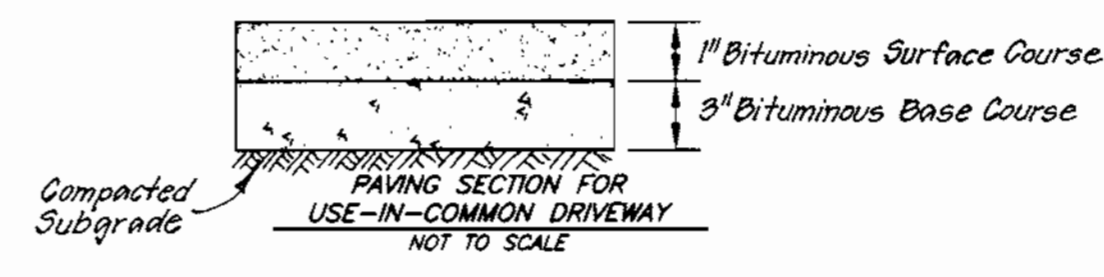 1" Bituminous Surface Course
3" Bituminous Base Course
Compacted
Subgrade
PAVING SECTION FOR
USE-IN-COMMON DRIVEWAY
NOT TO SCALE